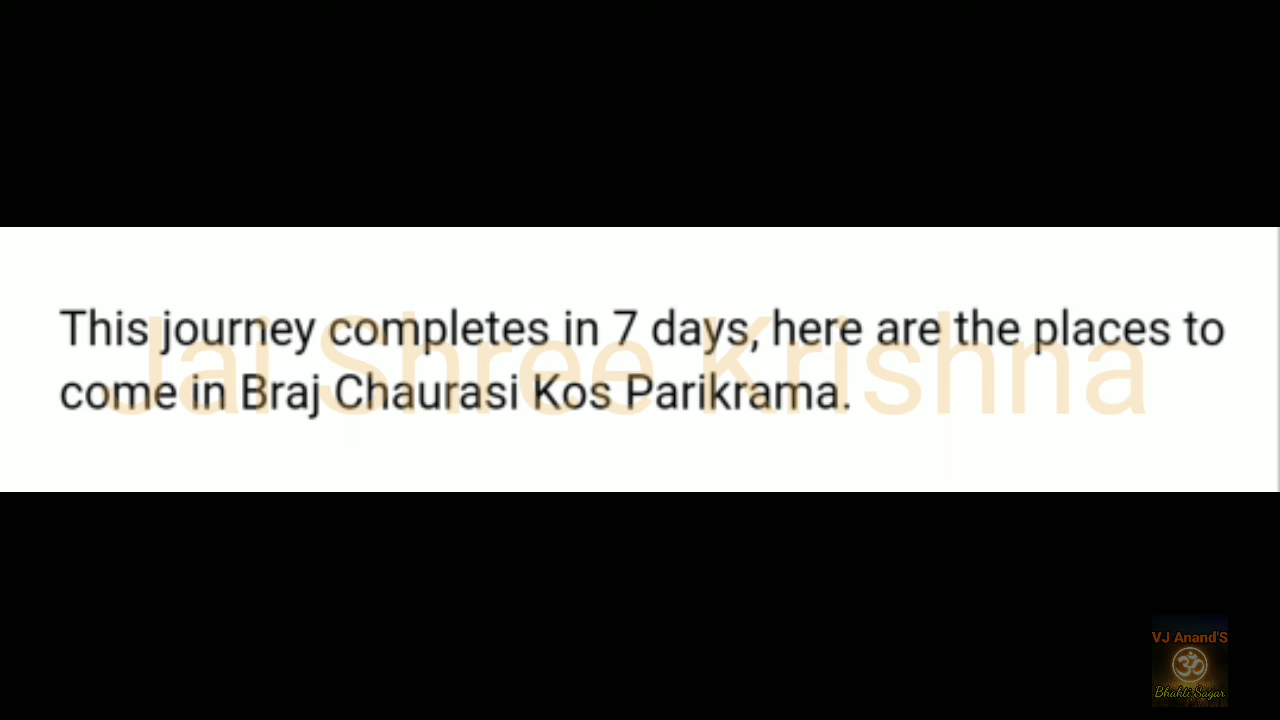 This journey completes in 7 days, here are the places to
come in Braj Chaurasi Kos Parikrama.
Jai Shree Krishna
VJ Anand'S
ॐ
Bhakti Sagar